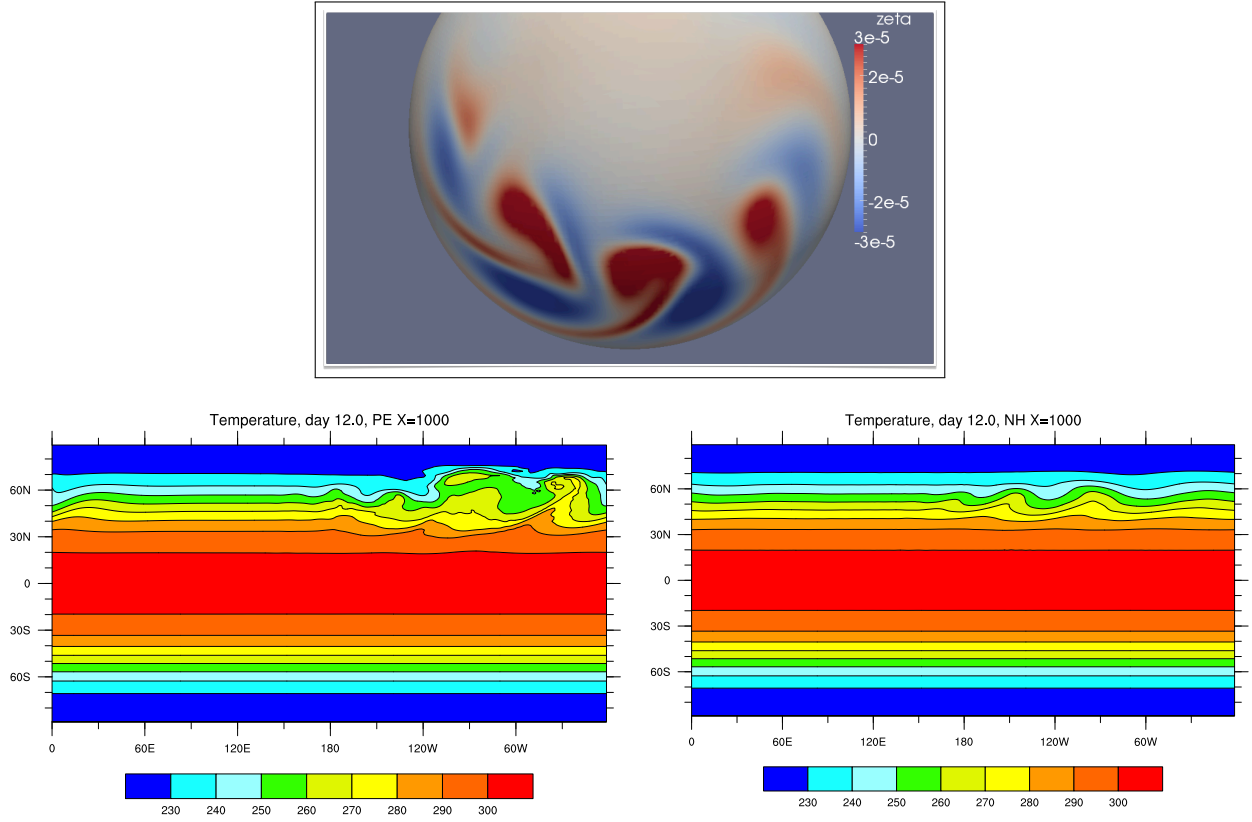 zeta
3e-5
2e-5
0
-2e-5
-3e-5
Temperature, day 12.0, PE X=1000
60N
30N
0
30S
60S
0 60E 120E 180 120W 60W
230 240 250 260 270 280 290 300
Temperature, day 12.0, NH X=1000
60N
30N
0
30S
60S
0 60E 120E 180 120W 60W
230 240 250 260 270 280 290 300